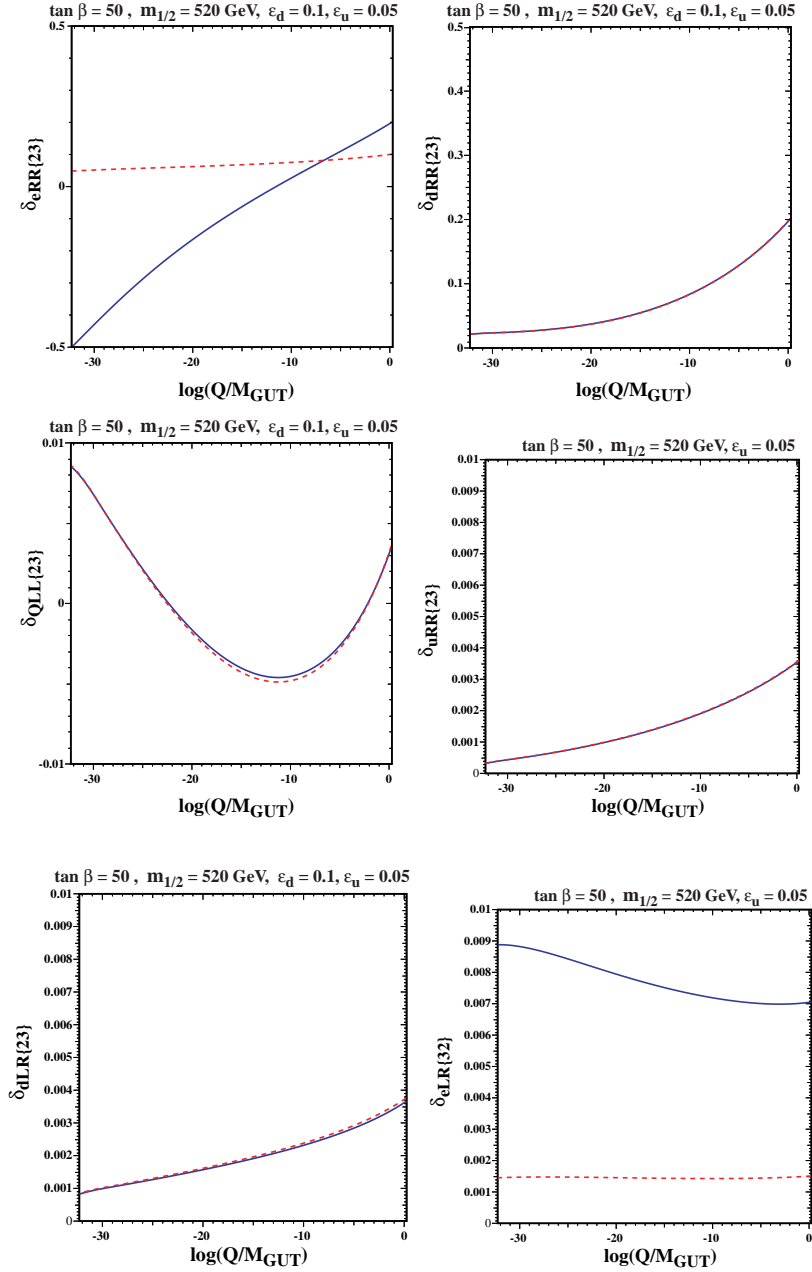 tan β = 50 , m1/2 = 520 GeV, εd = 0.1, εu = 0.05
0.5
0
-0.5
δeRR{23}
-30 -20 -10 0
log(Q/MGUT)
tan β = 50 , m1/2 = 520 GeV, εd = 0.1, εu = 0.05
0.5
0.4
0.3
0.2
0.1
0
δdRR{23}
-30 -20 -10 0
log(Q/MGUT)
tan β = 50 , m1/2 = 520 GeV, εd = 0.1, εu = 0.05
0.01
0
-0.01
δQLL{23}
-30 -20 -10 0
log(Q/MGUT)
tan β = 50 , m1/2 = 520 GeV, εu = 0.05
0.01
0.009
0.008
0.007
0.006
0.005
0.004
0.003
0.002
0.001
0
δuRR{23}
-30 -20 -10 0
log(Q/MGUT)
tan β = 50 , m1/2 = 520 GeV, εd = 0.1, εu = 0.05
0.01
0.009
0.008
0.007
0.006
0.005
0.004
0.003
0.002
0.001
0
δdLR{23}
-30 -20 -10 0
log(Q/MGUT)
tan β = 50 , m1/2 = 520 GeV, εu = 0.05
0.01
0.009
0.008
0.007
0.006
0.005
0.004
0.003
0.002
0.001
0
δeLR{32}
-30 -20 -10 0
log(Q/MGUT)